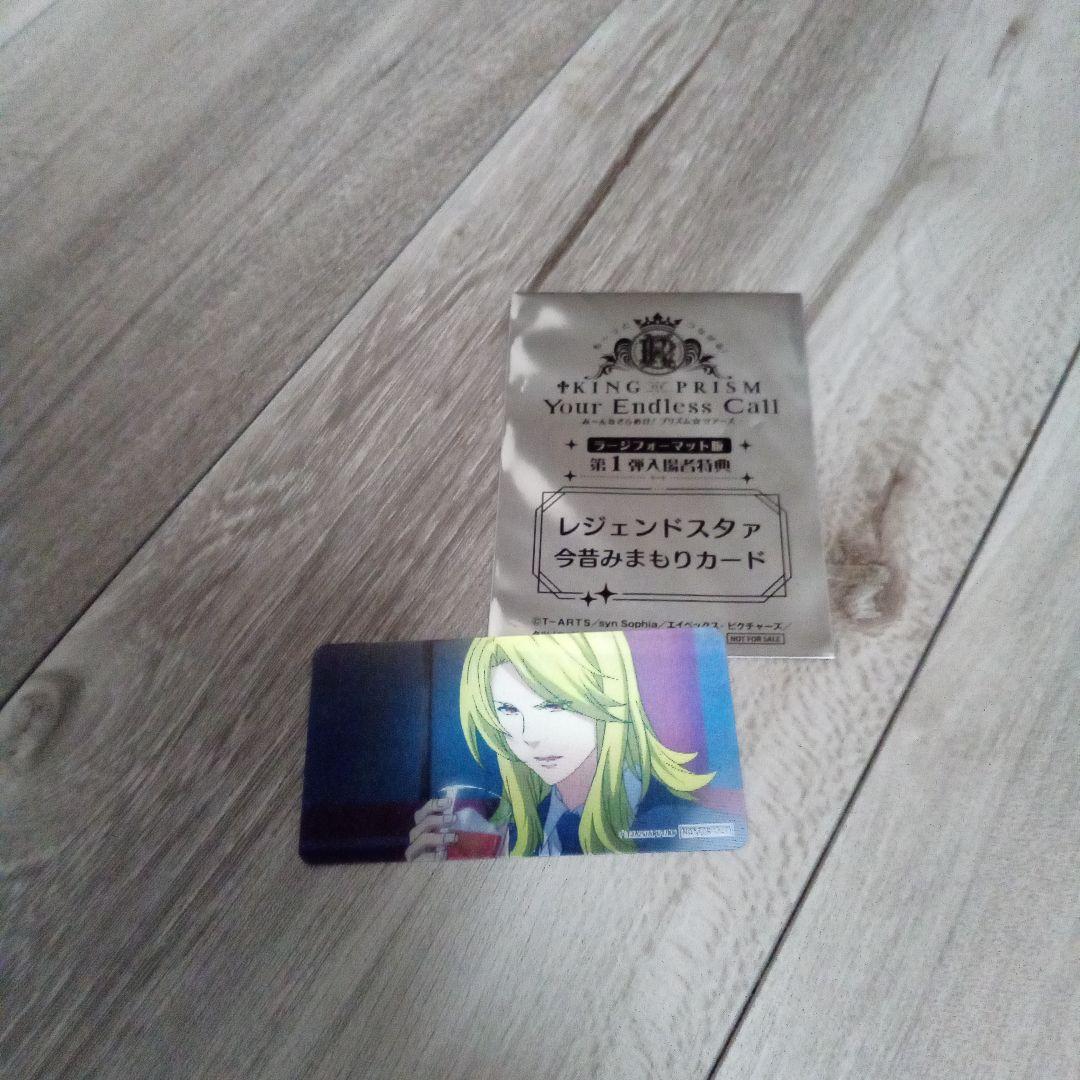 KING OF PRISM
Your Endless Call
み～んなきらめけ！プリズム☆ツアーズ
ラージフォーマット版
第1弾入場者特典
レジェンドスタァ
今昔みまもりカード
©T-ARTS/syn Sophia/エイベックス・ピクチャーズ/
NOT FOR SALE
NOT FOR SALE